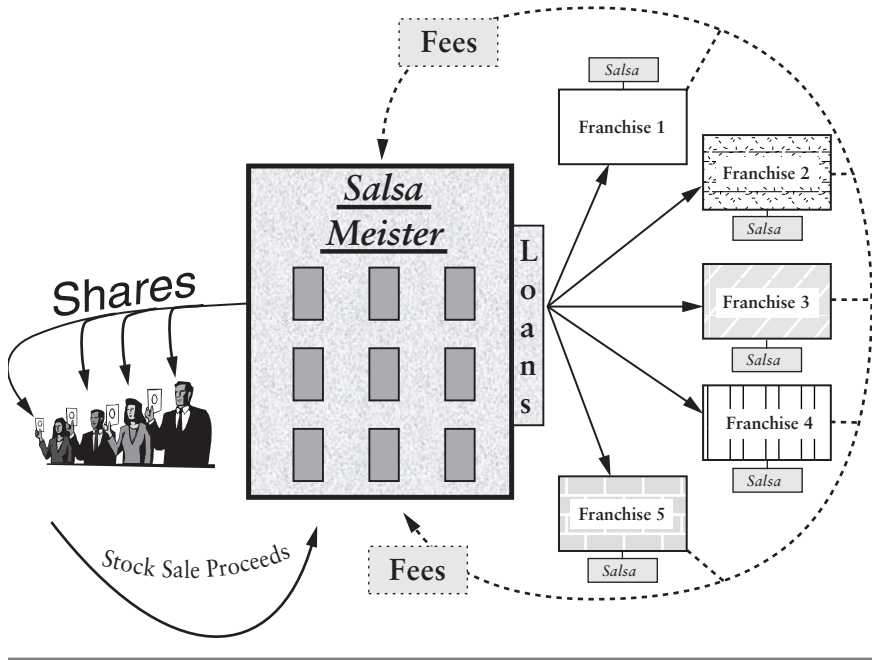 Fees
Salsa
Franchise 1
Salsa
Meister
Franchise 2
Salsa
L
o
a
n
s
Shares
Franchise 3
Salsa
Franchise 4
Salsa
Franchise 5
Salsa
Stock Sale Proceeds
Fees